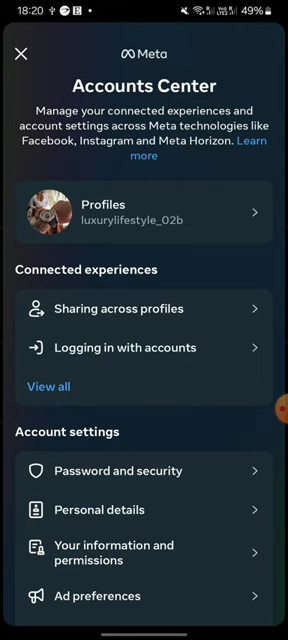 18:20
49%
Meta
Accounts Center
Manage your connected experiences and
account settings across Meta technologies like
Facebook, Instagram and Meta Horizon. Learn
more
Profiles
luxurylifestyle_02b
Connected experiences
Sharing across profiles
Logging in with accounts
View all
Account settings
Password and security
Personal details
Your information and
permissions
Ad preferences